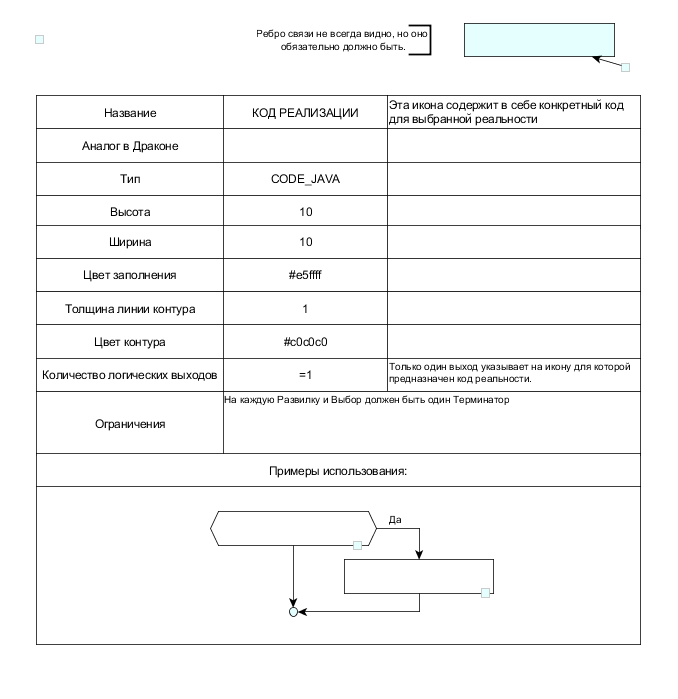 Ребро связи не всегда видно, но оно
обязательно должно быть.
Название
КОД РЕАЛИЗАЦИИ
Эта икона содержит в себе конкретный код
для выбранной реальности
Аналог в Драконе
Тип
CODE_JAVA
Высота
10
Ширина
10
Цвет заполнения
#e5ffff
Толщина линии контура
1
Цвет контура
#c0c0c0
Количество логических выходов
=1
Только один выход указывает на икону для которой
предназначен код реальности.
Ограничения
На каждую Развилку и Выбор должен быть один Терминатор
Примеры использования:
Да